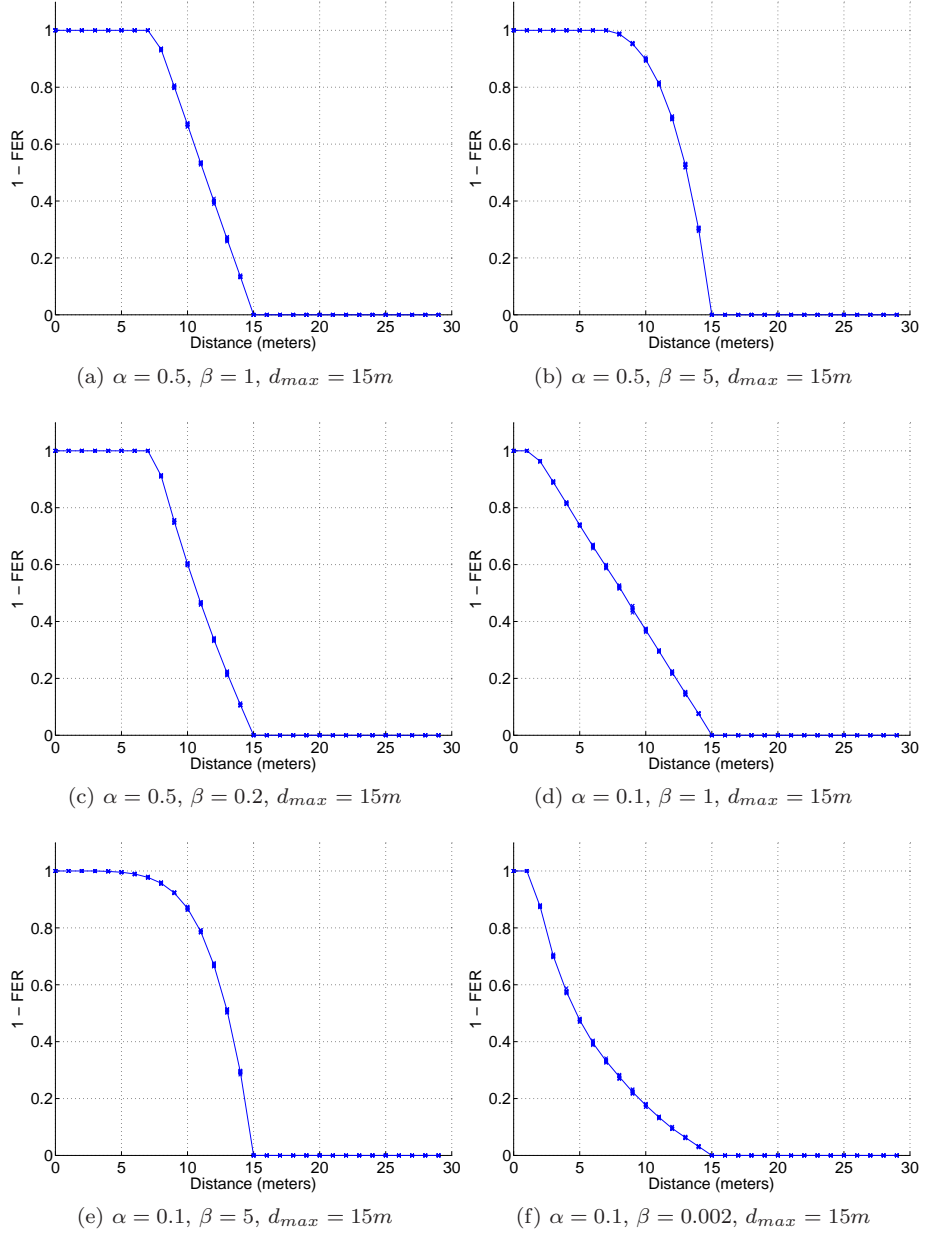 1
0.8
0.6
0.4
0.2
0
0 5 10 15 20 25 30
1 − FER
Distance (meters)
(a) α = 0.5, β = 1, d_max = 15m
1
0.8
0.6
0.4
0.2
0
0 5 10 15 20 25 30
1 − FER
Distance (meters)
(b) α = 0.5, β = 5, d_max = 15m
1
0.8
0.6
0.4
0.2
0
0 5 10 15 20 25 30
1 − FER
Distance (meters)
(c) α = 0.5, β = 0.2, d_max = 15m
1
0.8
0.6
0.4
0.2
0
0 5 10 15 20 25 30
1 − FER
Distance (meters)
(d) α = 0.1, β = 1, d_max = 15m
1
0.8
0.6
0.4
0.2
0
0 5 10 15 20 25 30
1 − FER
Distance (meters)
(e) α = 0.1, β = 5, d_max = 15m
1
0.8
0.6
0.4
0.2
0
0 5 10 15 20 25 30
1 − FER
Distance (meters)
(f) α = 0.1, β = 0.002, d_max = 15m